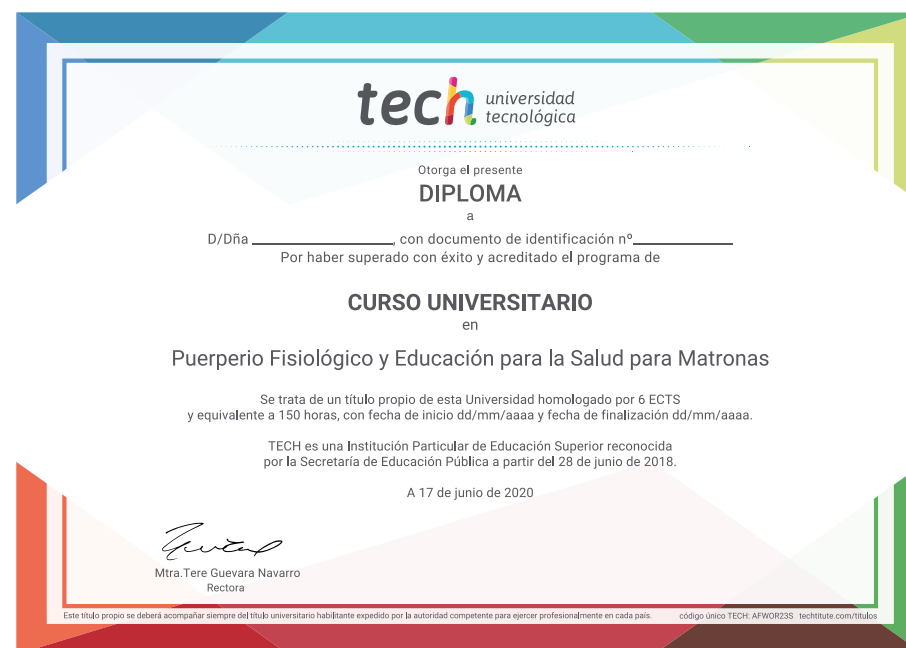 tech universidad
tecnológica
Otorga el presente
DIPLOMA
a
D/Dña ____________________, con documento de identificación nº______________
Por haber superado con éxito y acreditado el programa de
CURSO UNIVERSITARIO
en
Puerperio Fisiológico y Educación para la Salud para Matronas
Se trata de un título propio de esta Universidad homologado por 6 ECTS
y equivalente a 150 horas, con fecha de inicio dd/mm/aaaa y fecha de finalización dd/mm/aaaa.
TECH es una Institución Particular de Educación Superior reconocida
por la Secretaría de Educación Pública a partir del 28 de junio de 2018.
A 17 de junio de 2020
Mtra.Tere Guevara Navarro
Rectora
Este título propio se deberá acompañar siempre del título universitario habilitante expedido por la autoridad competente para ejercer profesionalmente en cada país. código único TECH: AFWOR23S techtitute.com/titulos